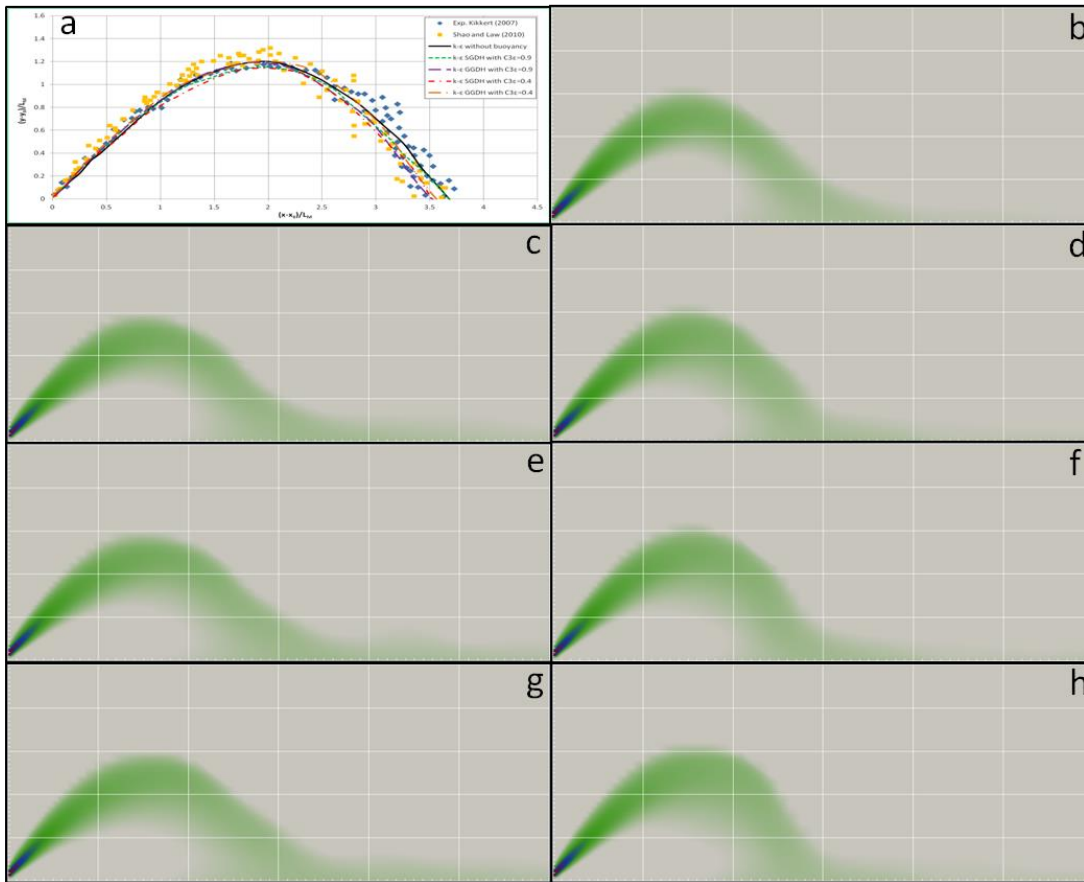 a
1.6
1.4
1.2
1
0.8
0.6
0.4
0.2
0
0
0.5
1
1.5
2
2.5
3
3.5
4
4.5
(x-x₀)/L_M
Exp. Kikkert (2007)
Shao and Law (2010)
k-ε without buoyancy
k-ε SGDH with C3ε=0.9
k-ε GGDH with C3ε=0.9
k-ε SGDH with C3ε=0.4
k-ε GGDH with C3ε=0.4
b
c
d
e
f
g
h